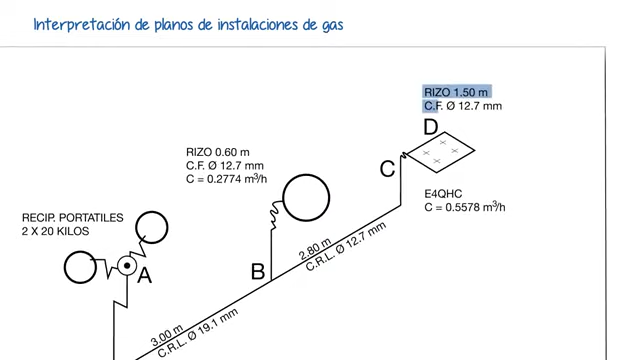 Interpretación de planos de instalaciones de gas
RIZO 1.50 m
C.F. Ø 12.7 mm
D
RIZO 0.60 m
C.F. Ø 12.7 mm
C = 0.2774 m³/h
C
E4QHC
C = 0.5578 m³/h
RECIP. PORTATILES
2 X 20 KILOS
A
B
2.80 m
C.R.L. Ø 12.7 mm
3.00 m
C.R.L. Ø 19.1 mm